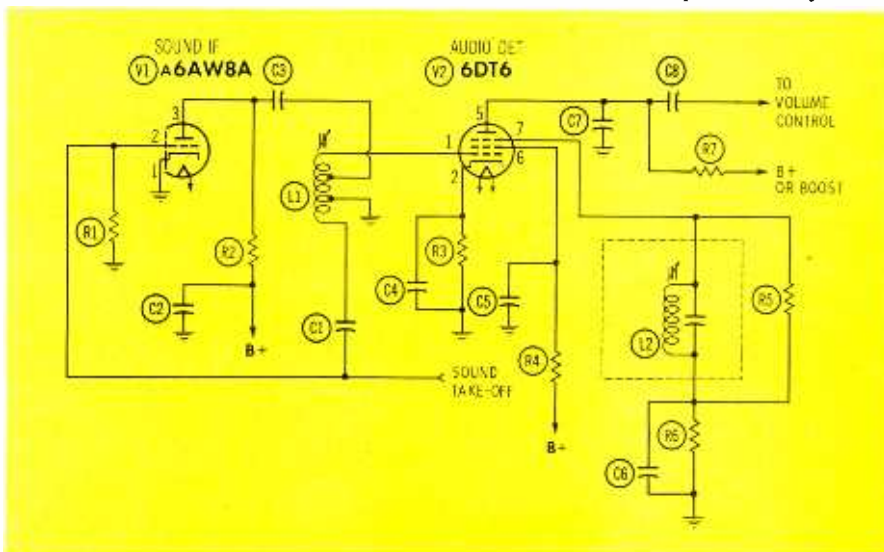 SOUND IF
V1 A6AW8A
C3
AUDIO DET
V2 6DT6
C8
TO
VOLUME
CONTROL
3
2
1
5
7
6
1
2
C7
R7
B+
OR BOOST
L1
R1
R2
R3
C4
C5
R5
C2
C1
L2
R4
B+
SOUND
TAKE-OFF
R6
C6
B+